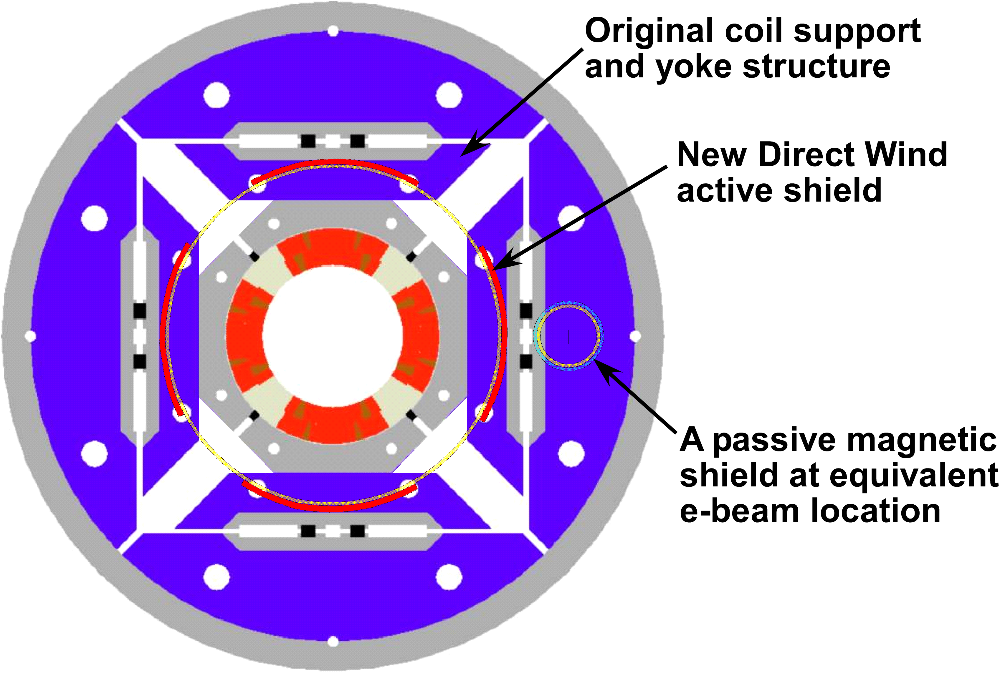 Original coil support
and yoke structure
New Direct Wind
active shield
A passive magnetic
shield at equivalent
e-beam location